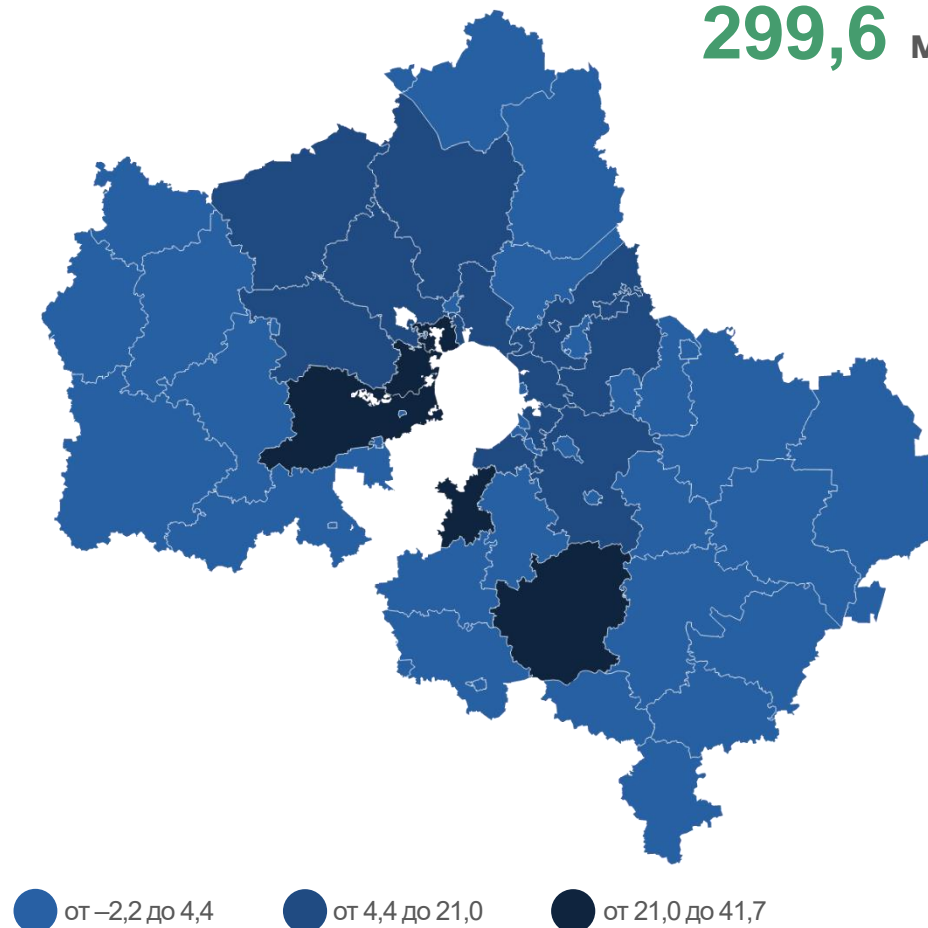 299,6 м
от –2,2 до 4,4
от 4,4 до 21,0
от 21,0 до 41,7